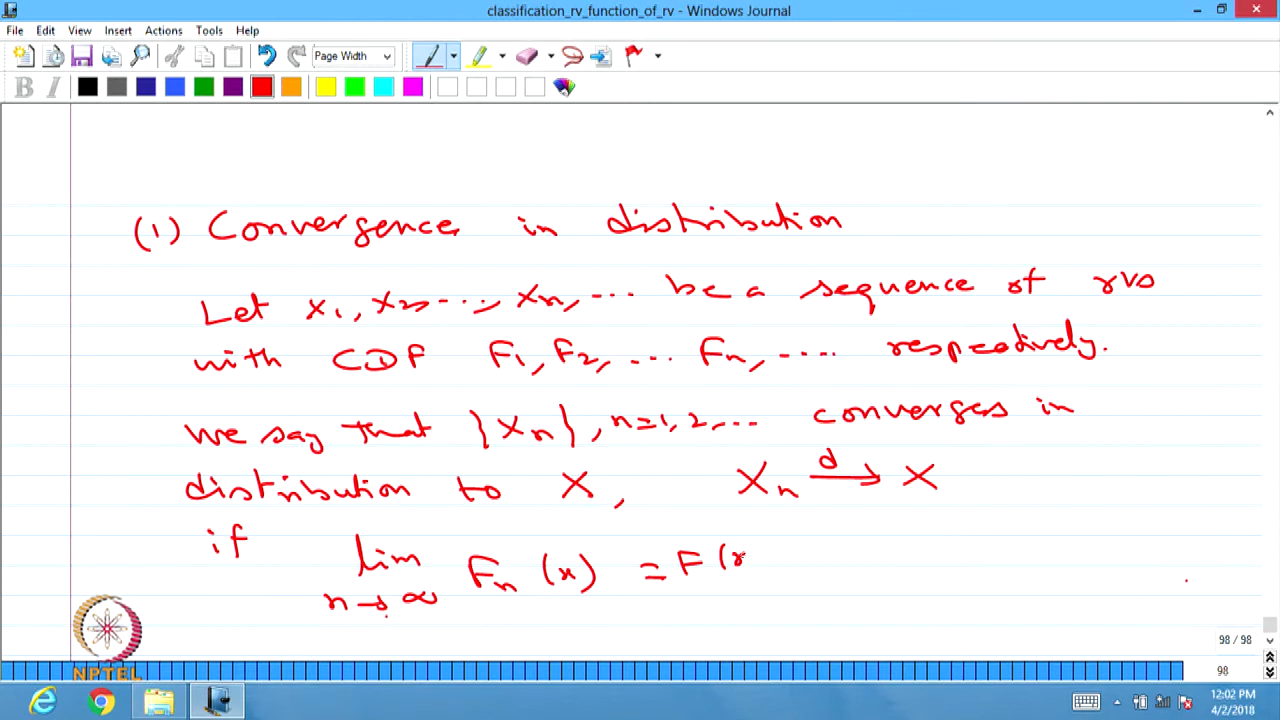 classification_rv_function_of_rv - Windows Journal
File Edit View Insert Actions Tools Help
Page Width
B I
(1) Convergence in distribution
Let X1, X2, ..., Xn, ... be a sequence of rvs
with CDF F1, F2, ... Fn, .... respectively.
We say that {Xn}, n=1, 2, ... converges in
distribution to X, Xn d→ X
if lim n→∞ Fn (x) = F (x
98 / 98
NPTEL
98
12:02 PM
4/2/2018